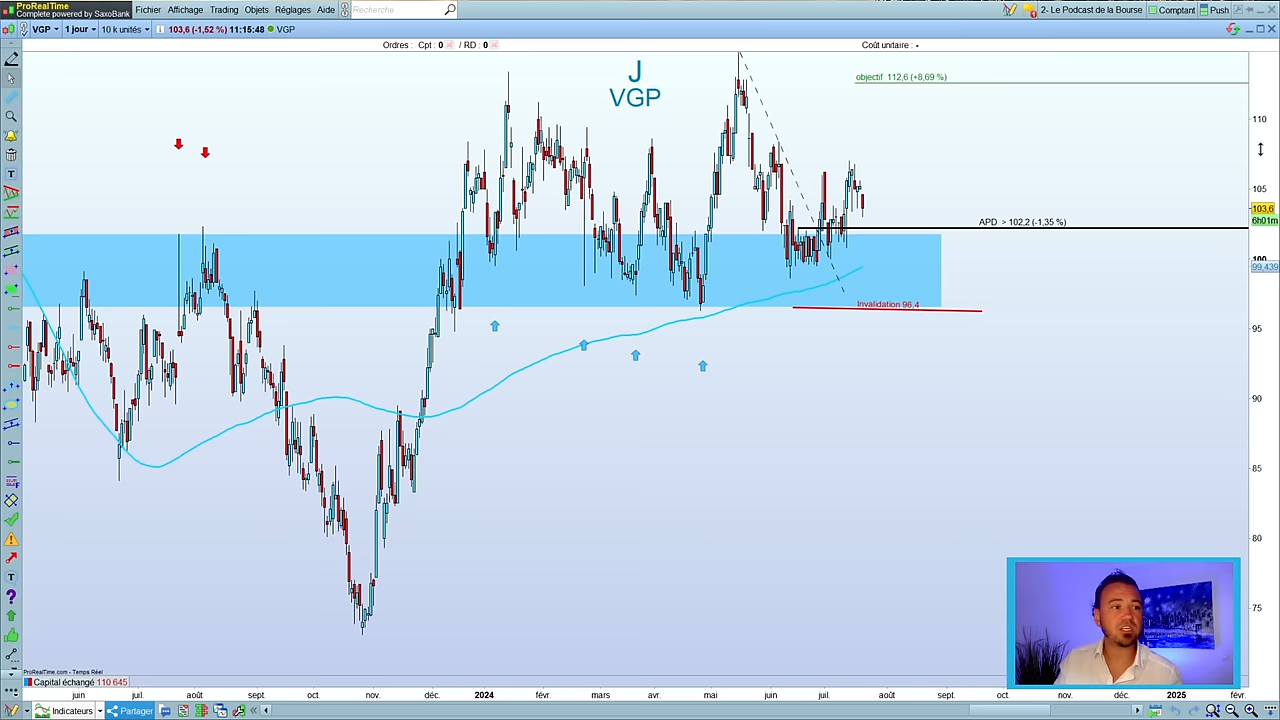 ProRealTime
Complete powered by SaxoBank
Fichier Affichage Trading Objets Réglages Aide
Recherche
2- Le Podcast de la Bourse
Comptant
Push
VGP 1 jour 10 k unités 103,6 (-1,52 %) 11:15:48 VGP
Ordres : Cpt : 0 / RD : 0
Coût unitaire : -
J
VGP
objectif 112,6 (+8,69 %)
110
105
103,6
6h01m
APD > 102,2 (-1,35 %)
100
99,439
Invalidation 96,4
95
90
85
80
75
ProRealTime.com - Temps Réel
Capital échangé 110 645
juin juil. août sept. oct. nov. déc. 2024 févr. mars avr. mai juin juil. août sept. oct. nov. déc. 2025 févr.
Indicateurs
Partager